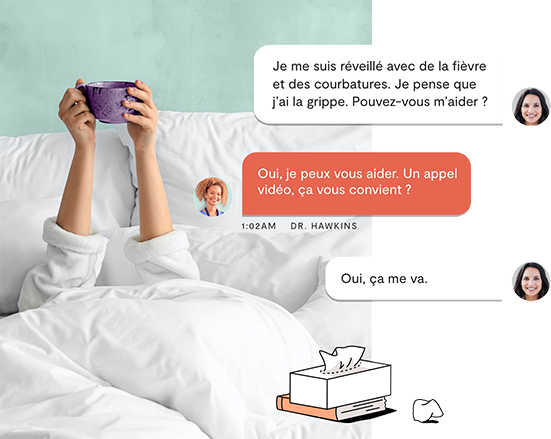 Je me suis réveillé avec de la fièvre
et des courbatures. Je pense que
j’ai la grippe. Pouvez-vous m’aider ?
Oui, je peux vous aider. Un appel
vidéo, ça vous convient ?
1:02AM DR. HAWKINS
Oui, ça me va.